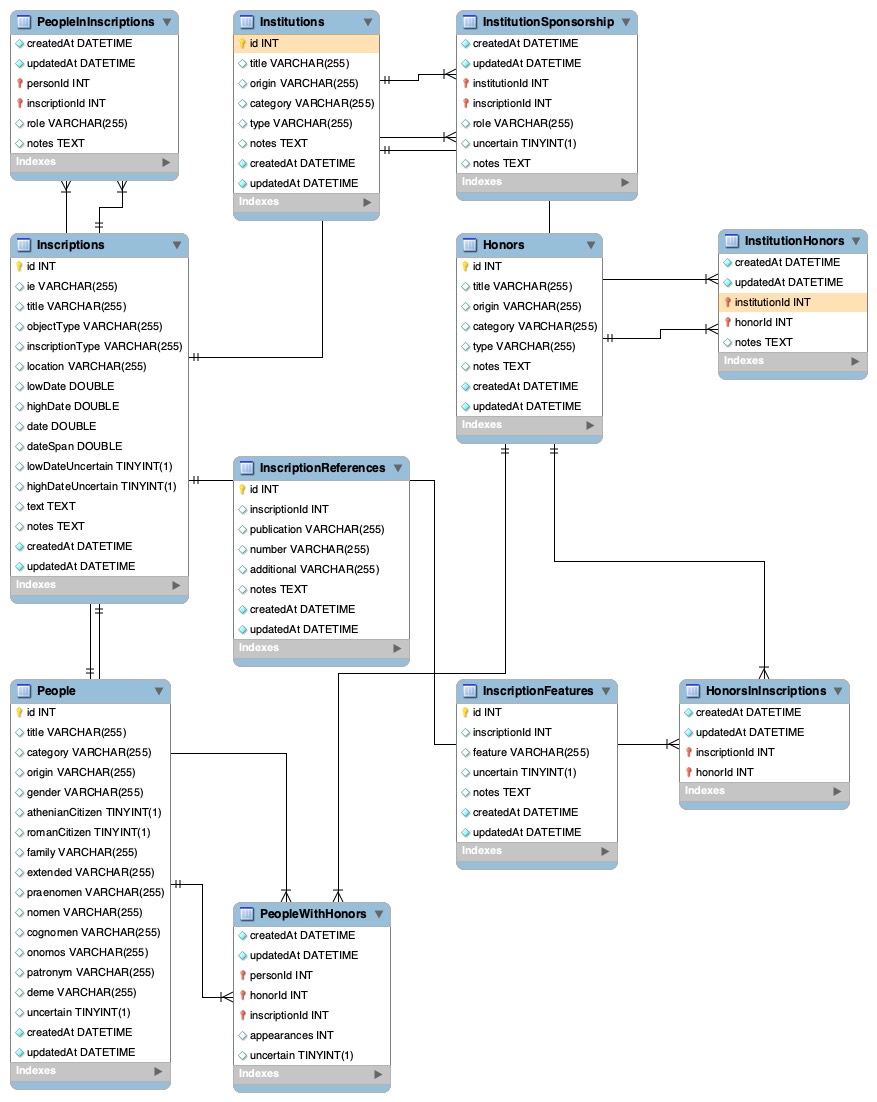 PeopleInInscriptions
createdAt DATETIME
updatedAt DATETIME
personId INT
inscriptionId INT
role VARCHAR(255)
notes TEXT
Indexes
Institutions
id INT
title VARCHAR(255)
origin VARCHAR(255)
category VARCHAR(255)
type VARCHAR(255)
notes TEXT
createdAt DATETIME
updatedAt DATETIME
Indexes
InstitutionSponsorship
createdAt DATETIME
updatedAt DATETIME
institutionId INT
inscriptionId INT
role VARCHAR(255)
uncertain TINYINT(1)
notes TEXT
Indexes
Inscriptions
id INT
ie VARCHAR(255)
title VARCHAR(255)
objectType VARCHAR(255)
inscriptionType VARCHAR(255)
location VARCHAR(255)
lowDate DOUBLE
highDate DOUBLE
date DOUBLE
dateSpan DOUBLE
lowDateUncertain TINYINT(1)
highDateUncertain TINYINT(1)
text TEXT
notes TEXT
createdAt DATETIME
updatedAt DATETIME
Indexes
Honors
id INT
title VARCHAR(255)
origin VARCHAR(255)
category VARCHAR(255)
type VARCHAR(255)
notes TEXT
createdAt DATETIME
updatedAt DATETIME
Indexes
InstitutionHonors
createdAt DATETIME
updatedAt DATETIME
institutionId INT
honorId INT
notes TEXT
Indexes
InscriptionReferences
id INT
inscriptionId INT
publication VARCHAR(255)
number VARCHAR(255)
additional VARCHAR(255)
notes TEXT
createdAt DATETIME
updatedAt DATETIME
Indexes
People
id INT
title VARCHAR(255)
category VARCHAR(255)
origin VARCHAR(255)
gender VARCHAR(255)
athenianCitizen TINYINT(1)
romanCitizen TINYINT(1)
family VARCHAR(255)
extended VARCHAR(255)
praenomen VARCHAR(255)
nomen VARCHAR(255)
cognomen VARCHAR(255)
onomos VARCHAR(255)
patronym VARCHAR(255)
deme VARCHAR(255)
uncertain TINYINT(1)
createdAt DATETIME
updatedAt DATETIME
Indexes
InscriptionFeatures
id INT
inscriptionId INT
feature VARCHAR(255)
uncertain TINYINT(1)
notes TEXT
createdAt DATETIME
updatedAt DATETIME
Indexes
HonorsInInscriptions
createdAt DATETIME
updatedAt DATETIME
inscriptionId INT
honorId INT
Indexes
PeopleWithHonors
createdAt DATETIME
updatedAt DATETIME
personId INT
honorId INT
inscriptionId INT
appearances INT
uncertain TINYINT(1)
Indexes